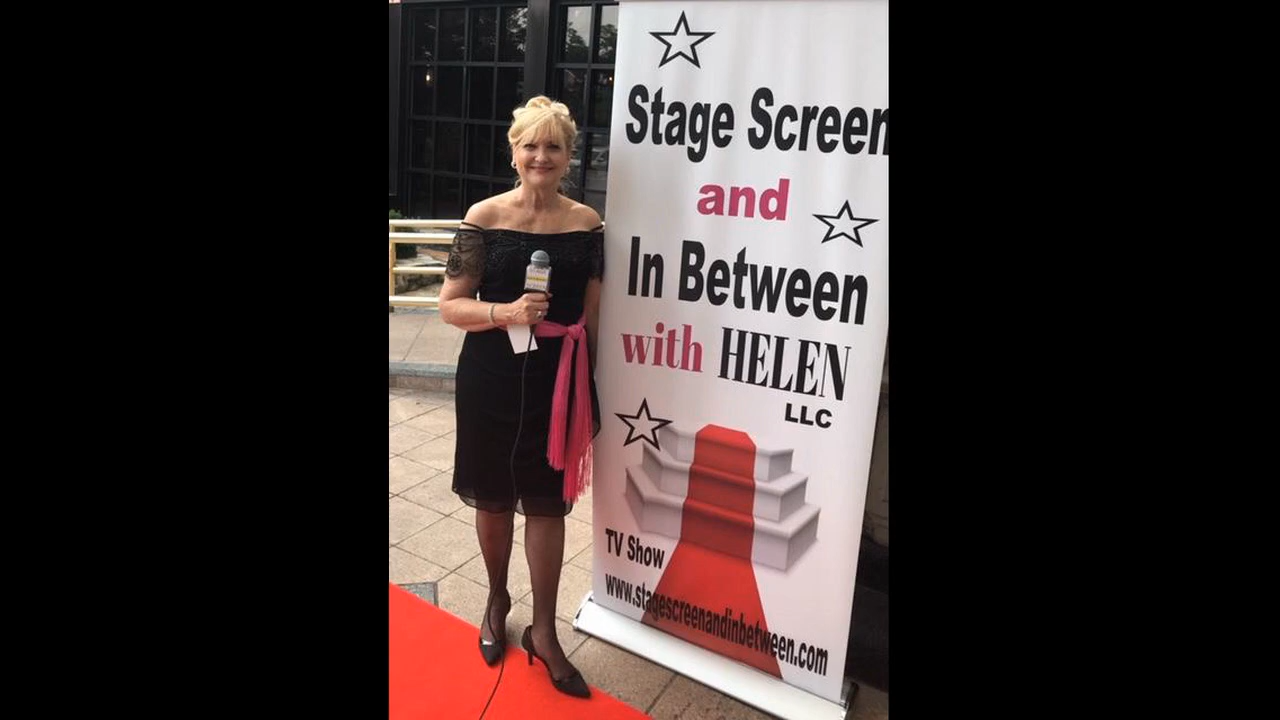 Stage Screen
and
In Between
with HELEN
LLC
TV Show
www.stagescreenandinbetween.com